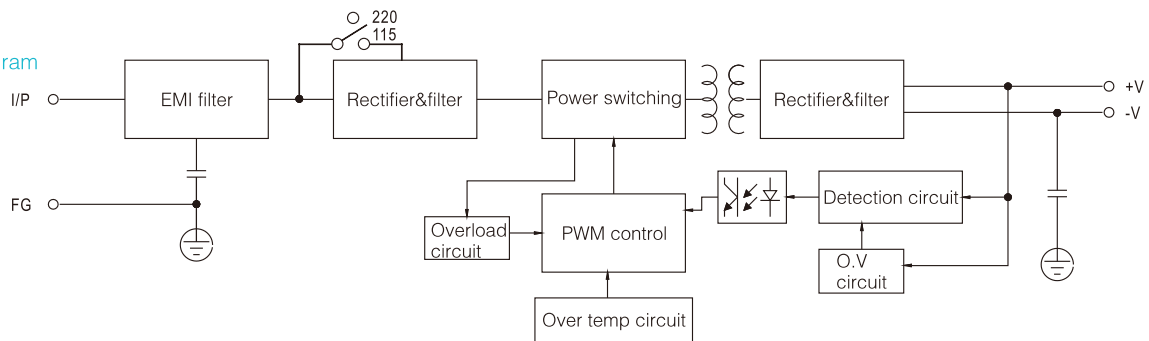 220
115
ram
I/P
EMI filter
Rectifier&filter
Power switching
Rectifier&filter
+V
-V
FG
Overload
circuit
PWM control
Detection circuit
O.V
circuit
Over temp circuit